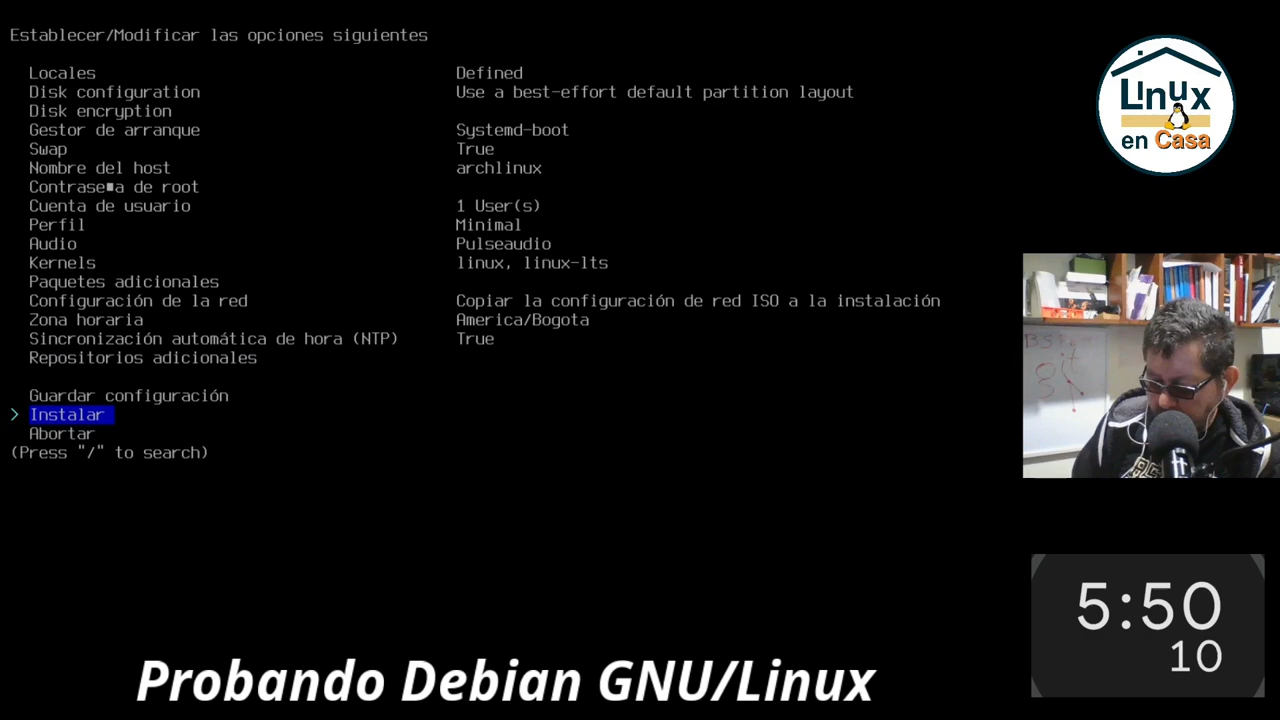 Establecer/Modificar las opciones siguientes
Locales Defined
Disk configuration Use a best-effort default partition layout
Disk encryption
Gestor de arranque Systemd-boot
Swap True
Nombre del host archlinux
Contrase■a de root
Cuenta de usuario 1 User(s)
Perfil Minimal
Audio Pulseaudio
Kernels linux, linux-lts
Paquetes adicionales
Configuración de la red Copiar la configuración de red ISO a la instalación
Zona horaria America/Bogota
Sincronización automática de hora (NTP) True
Repositorios adicionales
Guardar configuración
> Instalar
Abortar
(Press "/" to search)
Linux
en Casa
5:50
10
Probando Debian GNU/Linux